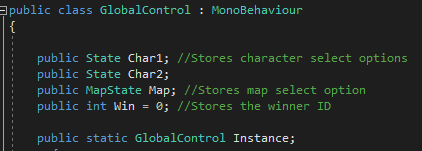 public class GlobalControl : MonoBehaviour
{
public State Char1; //Stores character select options
public State Char2;
public MapState Map; //Stores map select option
public int Win = 0; //Stores the winner ID
public static GlobalControl Instance;